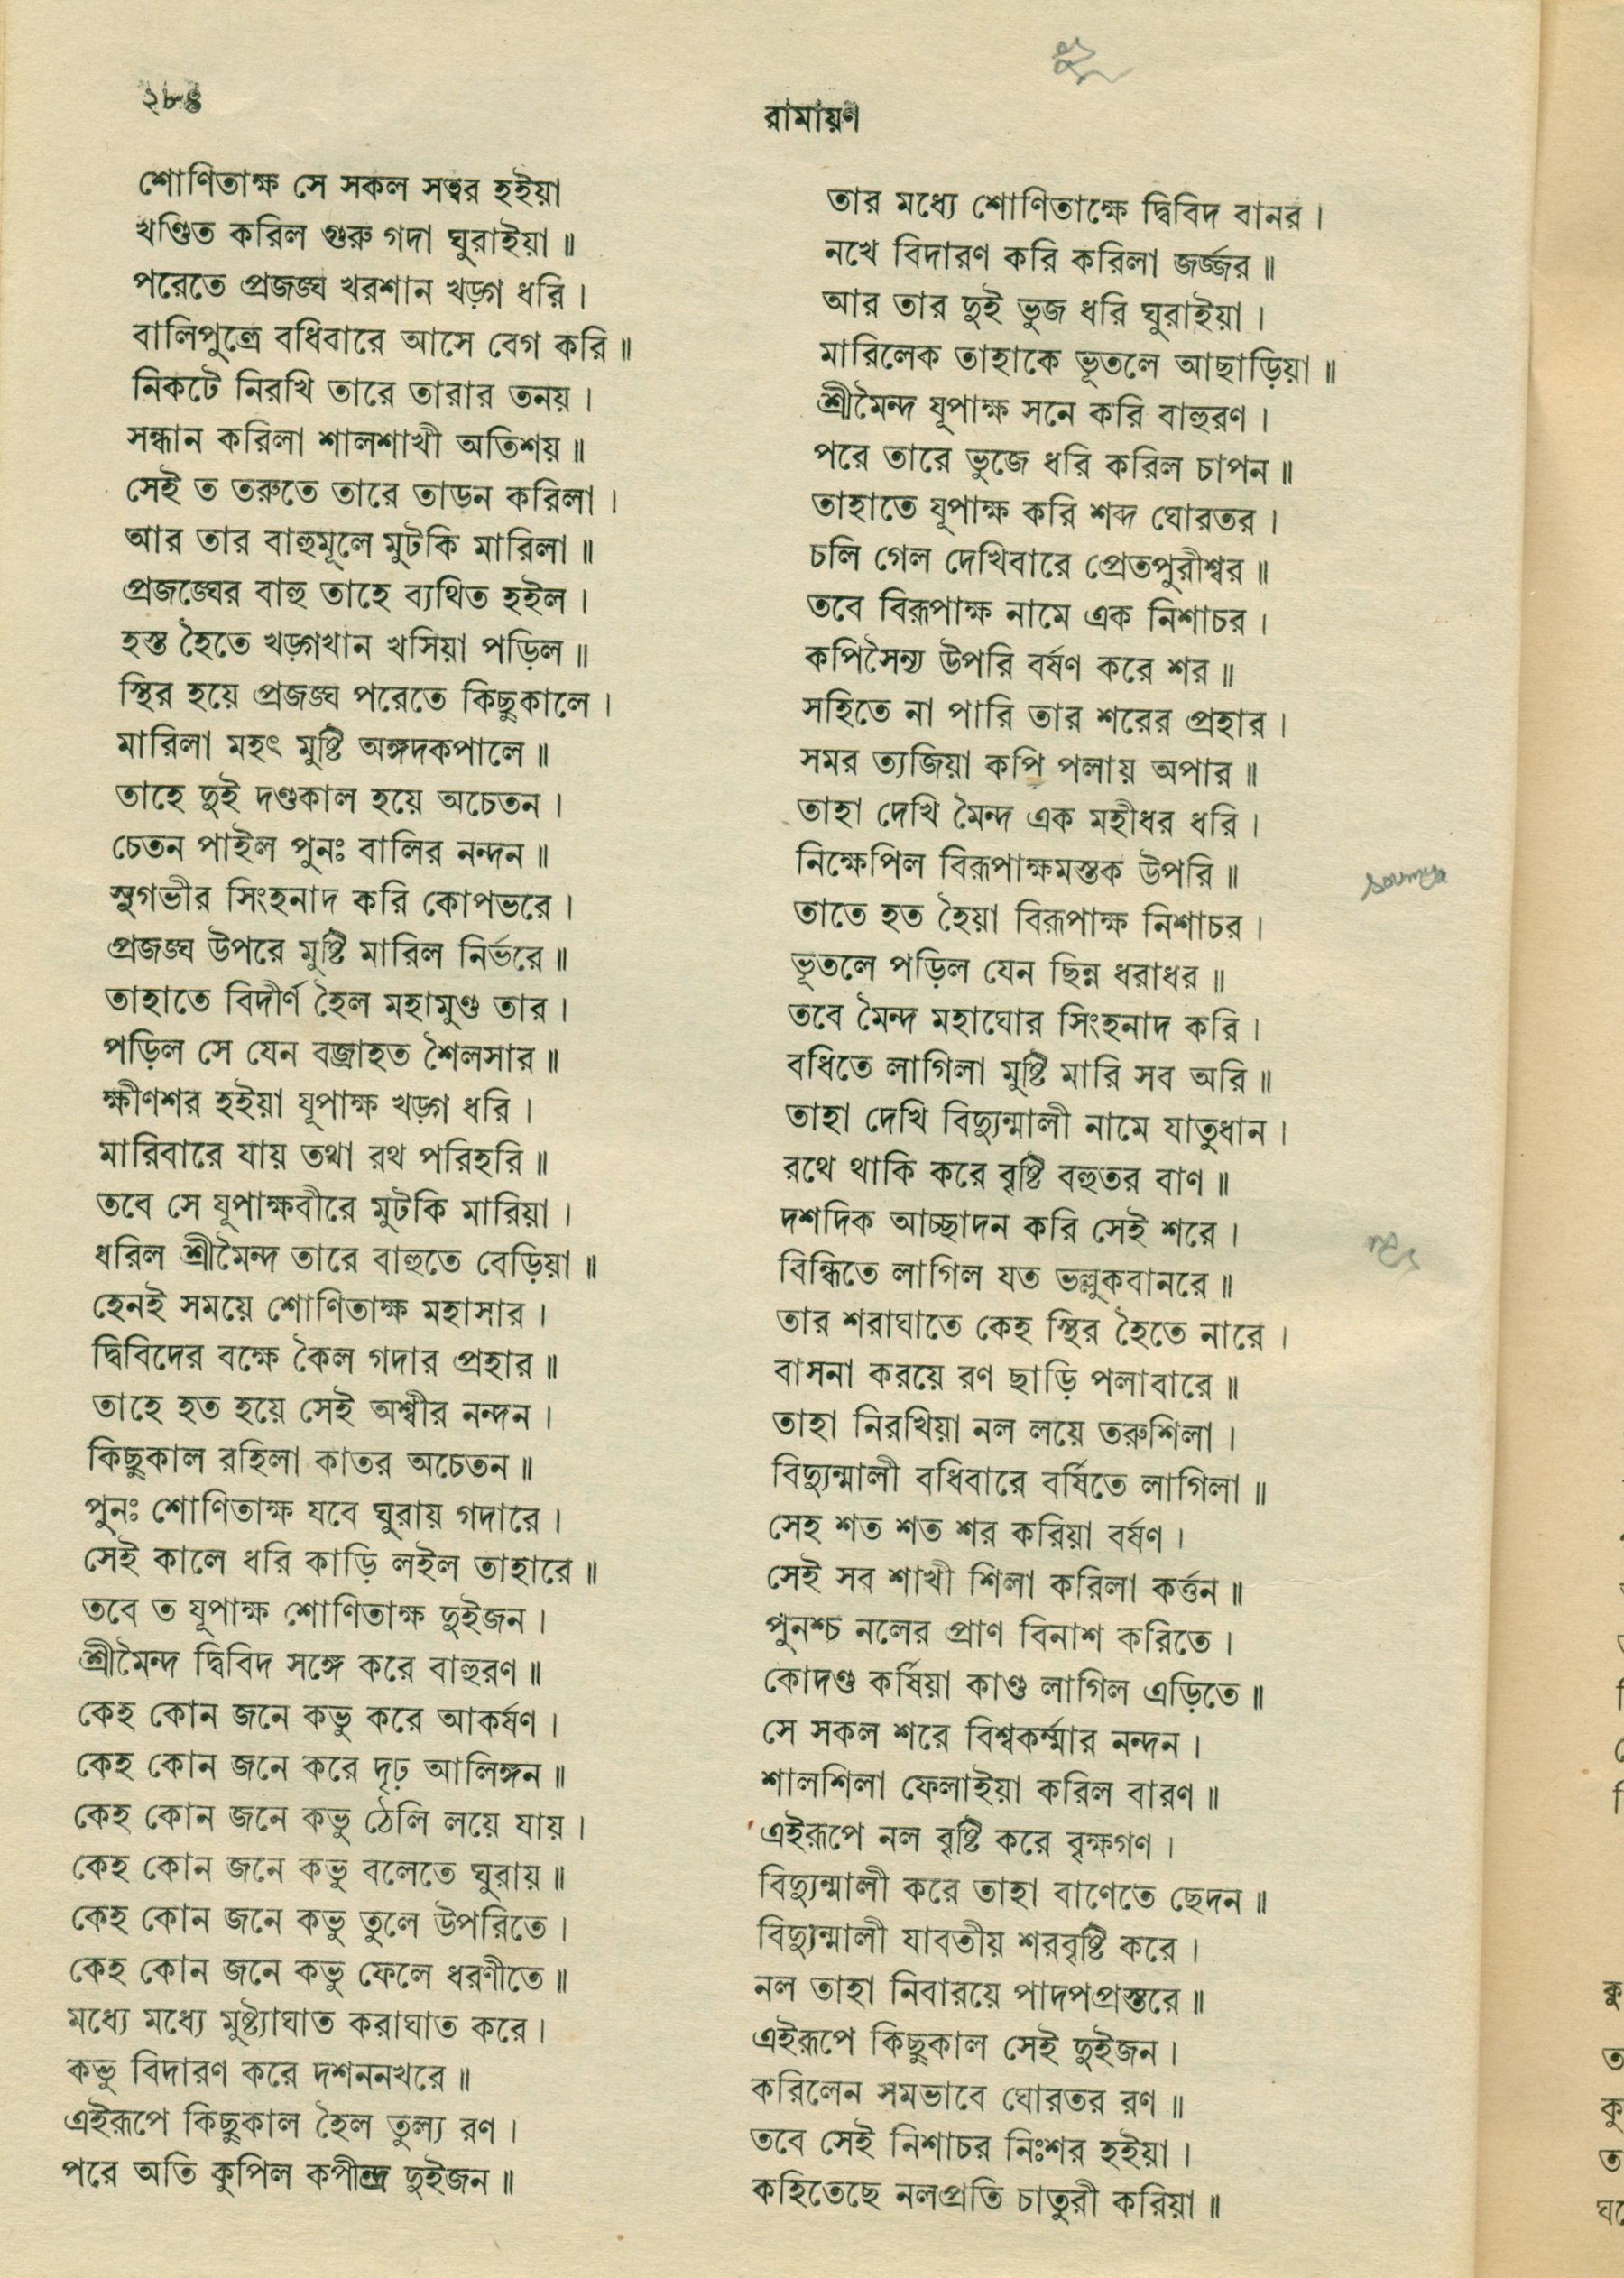 ২৮৪
রামায়ণ
শোণিতাক্ষ সে সকল সত্বর হইয়া
খণ্ডিত করিল গুরু গদা ঘুরাইয়া ॥
পরেতে প্রজঙ্ঘ খরশান খড়্গ ধরি ।
বালিপুত্ত্রে বধিবারে আসে বেগ করি ॥
নিকটে নিরখি তারে তারার তনয় ।
সন্ধান করিলা শালশাখী অতিশয় ॥
সেই ত তরুতে তারে তাড়ন করিলা ।
আর তার বাহুমূলে মুটকি মারিলা ॥
প্রজঙ্ঘের বাহু তাহে ব্যথিত হইল ।
হস্ত হৈতে খড়্গখান খসিয়া পড়িল ॥
স্থির হয়ে প্রজঙ্ঘ পরেতে কিছুকালে ।
মারিলা মহৎ মুষ্টি অঙ্গদকপালে ॥
তাহে দুই দণ্ডকাল হয়ে অচেতন ।
চেতন পাইল পুনঃ বালির নন্দন ॥
সুগভীর সিংহনাদ করি কোপভরে ।
প্রজঙ্ঘ উপরে মুষ্টি মারিল নির্ভরে ॥
তাহাতে বিদীর্ণ হৈল মহামুণ্ড তার ।
পড়িল সে যেন বজ্রাহত শৈলসার ॥
ক্ষীণশর হইয়া যূপাক্ষ খড়্গ ধরি ।
মারিবারে যায় তথা রথ পরিহরি ॥
তবে সে যূপাক্ষবীরে মুটকি মারিয়া ।
ধরিল শ্রীমৈন্দ তারে বাহুতে বেড়িয়া ॥
হেনই সময়ে শোণিতাক্ষ মহাসার ।
দ্বিবিদের বক্ষে কৈল গদার প্রহার ॥
তাহে হত হয়ে সেই অশ্বীর নন্দন ।
কিছুকাল রহিলা কাতর অচেতন ॥
পুনঃ শোণিতাক্ষ যবে ঘুরায় গদারে ।
সেই কালে ধরি কাড়ি লইল তাহারে ॥
তবে ত যূপাক্ষ শোণিতাক্ষ দুইজন ।
শ্রীমৈন্দ দ্বিবিদ সঙ্গে করে বাহুরণ ॥
কেহ কোন জনে কভু করে আকর্ষণ ।
কেহ কোন জনে করে দৃঢ় আলিঙ্গন ॥
কেহ কোন জনে কভু ঠেলি লয়ে যায় ।
কেহ কোন জনে কভু বলেতে ঘুরায় ॥
কেহ কোন জনে কভু তুলে উপরিতে ।
কেহ কোন জনে কভু ফেলে ধরণীতে ॥
মধ্যে মধ্যে মুষ্ট্যাঘাত করাঘাত করে ।
কভু বিদারণ করে দশননখরে ॥
এইরূপে কিছুকাল হৈল তুল্য রণ ।
পরে অতি কুপিল কপীন্দ্র দুইজন ॥
তার মধ্যে শোণিতাক্ষে দ্বিবিদ বানর ।
নখে বিদারণ করি করিলা জর্জ্জর ॥
আর তার দুই ভুজ ধরি ঘুরাইয়া ।
মারিলেক তাহাকে ভূতলে আছাড়িয়া ॥
শ্রীমৈন্দ যূপাক্ষ সনে করি বাহুরণ ।
পরে তারে ভুজে ধরি করিল চাপন ॥
তাহাতে যূপাক্ষ করি শব্দ ঘোরতর ।
চলি গেল দেখিবারে প্রেতপুরীশ্বর ॥
তবে বিরূপাক্ষ নামে এক নিশাচর ।
কপিসৈন্য উপরি বর্ষণ করে শর ॥
সহিতে না পারি তার শরের প্রহার ।
সমর ত্যজিয়া কপি পলায় অপার ॥
তাহা দেখি মৈন্দ এক মহীধর ধরি ।
নিক্ষেপিল বিরূপাক্ষমস্তক উপরি ॥
soumya
তাতে হত হৈয়া বিরূপাক্ষ নিশাচর ।
ভূতলে পড়িল যেন ছিন্ন ধরাধর ॥
তবে মৈন্দ মহাঘোর সিংহনাদ করি ।
বধিতে লাগিলা মুষ্টি মারি সব অরি ॥
তাহা দেখি বিদ্যুন্মালী নামে যাতুধান ।
রথে থাকি করে বৃষ্টি বহুতর বাণ ॥
দশদিক আচ্ছাদন করি সেই শরে ।
বিন্ধিতে লাগিল যত ভল্লুকবানরে ॥
তার শরাঘাতে কেহ স্থির হৈতে নারে ।
বাসনা করয়ে রণ ছাড়ি পলাবারে ॥
তাহা নিরখিয়া নল লয়ে তরুশিলা ।
বিদ্যুন্মালী বধিবারে বর্ষিতে লাগিলা ॥
সেহ শত শত শর করিয়া বর্ষণ ।
সেই সব শাখী শিলা করিলা কর্ত্তন ॥
পুনশ্চ নলের প্রাণ বিনাশ করিতে ।
কোদণ্ড কর্ষিয়া কাণ্ড লাগিল এড়িতে ॥
সে সকল শরে বিশ্বকর্ম্মার নন্দন ।
শালশিলা ফেলাইয়া করিল বারণ ॥
এইরূপে নল বৃষ্টি করে বৃক্ষগণ ।
বিদ্যুন্মালী করে তাহা বাণেতে ছেদন ॥
বিদ্যুন্মালী যাবতীয় শরবৃষ্টি করে ।
নল তাহা নিবারয়ে পাদপপ্রস্তরে ॥
এইরূপে কিছুকাল সেই দুইজন ।
করিলেন সমভাবে ঘোরতর রণ ॥
তবে সেই নিশাচর নিঃশর হইয়া ।
কহিতেছে নলপ্রতি চাতুরী করিয়া ॥